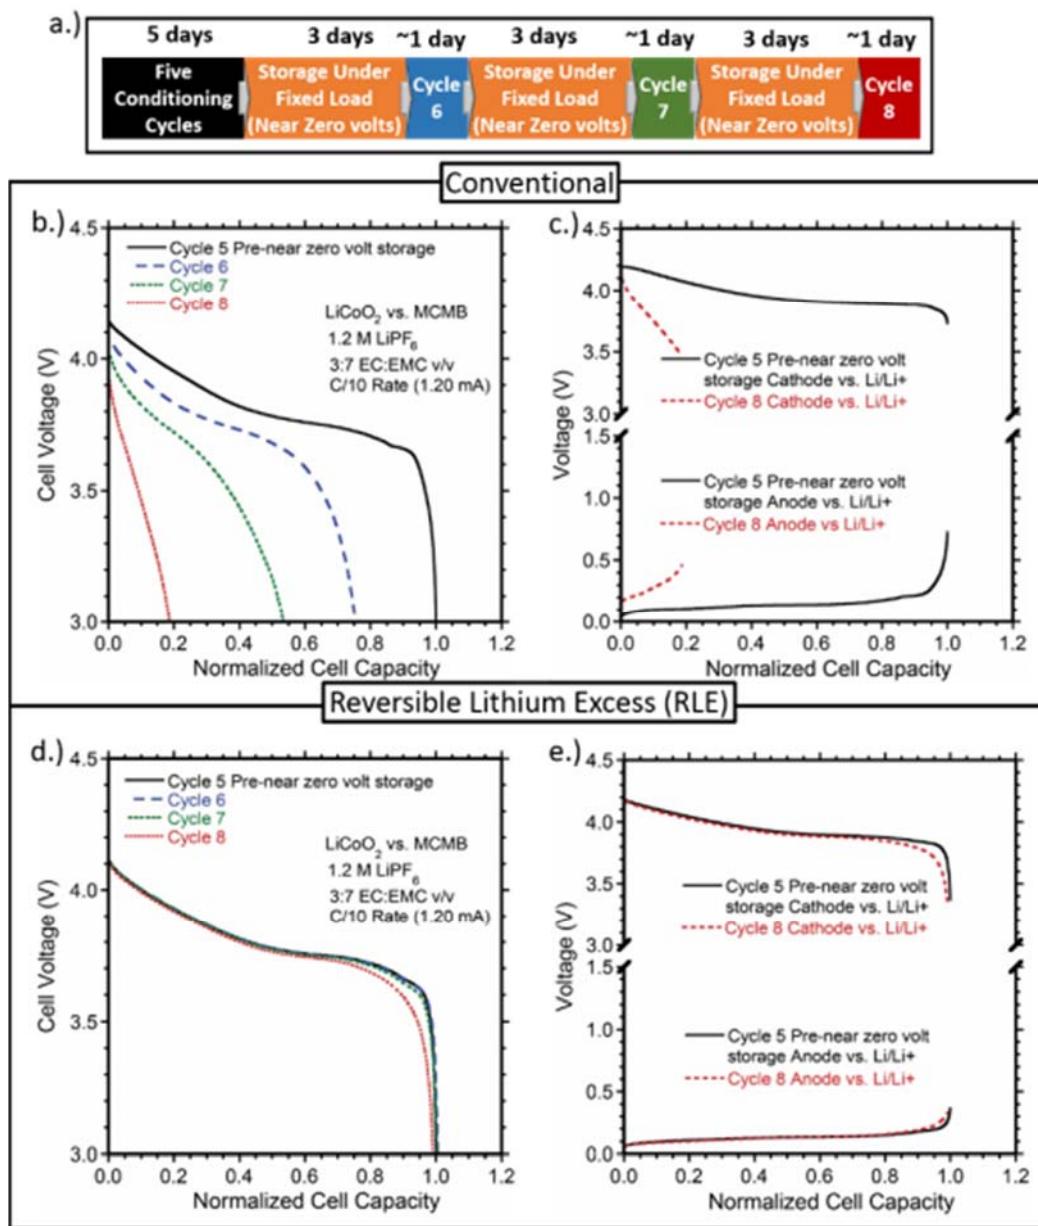 a.)
5 days 3 days ~1 day 3 days ~1 day 3 days ~1 day
Five Conditioning Cycles
Storage Under Fixed Load (Near Zero volts)
Cycle 6
Storage Under Fixed Load (Near Zero volts)
Cycle 7
Storage Under Fixed Load (Near Zero volts)
Cycle 8
Conventional
b.)
4.5
4.0
3.5
3.0
Cell Voltage (V)
Cycle 5 Pre-near zero volt storage
Cycle 6
Cycle 7
Cycle 8
LiCoO2 vs. MCMB
1.2 M LiPF6
3:7 EC:EMC v/v
C/10 Rate (1.20 mA)
0.0 0.2 0.4 0.6 0.8 1.0 1.2
Normalized Cell Capacity
c.)
4.5
4.0
3.5
3.0
1.5
1.0
0.5
0.0
Voltage (V)
Cycle 5 Pre-near zero volt
storage Cathode vs. Li/Li+
Cycle 8 Cathode vs. Li/Li+
Cycle 5 Pre-near zero volt
storage Anode vs. Li/Li+
Cycle 8 Anode vs Li/Li+
0.0 0.2 0.4 0.6 0.8 1.0 1.2
Normalized Cell Capacity
Reversible Lithium Excess (RLE)
d.)
4.5
4.0
3.5
3.0
Cell Voltage (V)
Cycle 5 Pre-near zero volt storage
Cycle 6
Cycle 7
Cycle 8
LiCoO2 vs. MCMB
1.2 M LiPF6
3:7 EC:EMC v/v
C/10 Rate (1.20 mA)
0.0 0.2 0.4 0.6 0.8 1.0 1.2
Normalized Cell Capacity
e.)
4.5
4.0
3.5
3.0
1.5
1.0
0.5
0.0
Voltage (V)
Cycle 5 Pre-near zero volt
storage Cathode vs. Li/Li+
Cycle 8 Cathode vs. Li/Li+
Cycle 5 Pre-near zero volt
storage Anode vs. Li/Li+
Cycle 8 Anode vs. Li/Li+
0.0 0.2 0.4 0.6 0.8 1.0 1.2
Normalized Cell Capacity